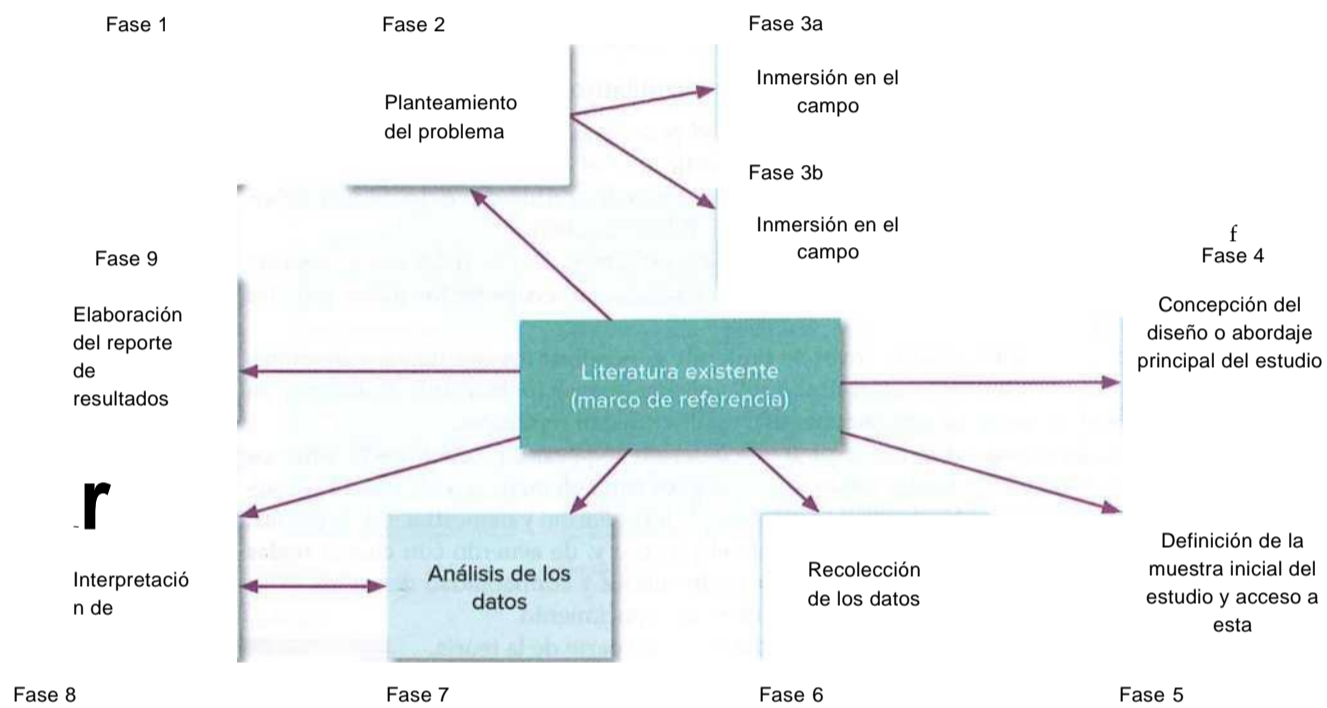 Fase 1
Fase 2
Fase 3a
Planteamiento
del problema
Inmersión en el
campo
Fase 3b
Inmersión en el
campo
Fase 9
f
Fase 4
Elaboración
del reporte
de
resultados
Literatura existente
(marco de referencia)
Concepción del
diseño o abordaje
principal del estudio
r
Interpretació
n de
Análisis de los
datos
Recolección
de los datos
Definición de la
muestra inicial del
estudio y acceso a
esta
Fase 8
Fase 7
Fase 6
Fase 5